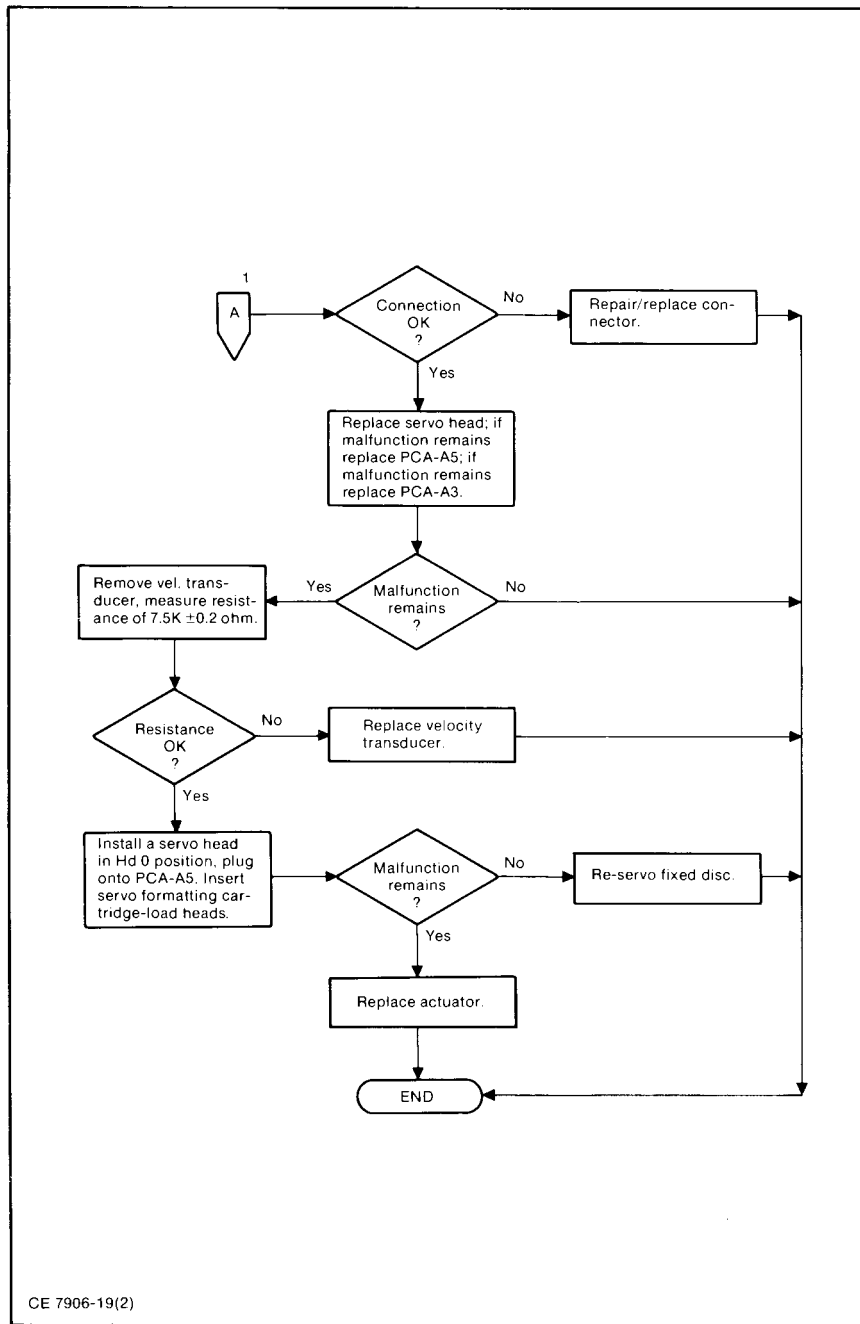 1
A
Connection
OK
?
No
Repair/replace con-
nector.
Yes
Replace servo head; if
malfunction remains
replace PCA-A5; if
malfunction remains
replace PCA-A3.
Malfunction
remains
?
No
Yes
Remove vel. trans-
ducer, measure resist-
ance of 7.5K ±0.2 ohm.
Resistance
OK
?
No
Replace velocity
transducer.
Yes
Install a servo head
in Hd 0 position, plug
onto PCA-A5. Insert
servo formatting car-
tridge-load heads.
Malfunction
remains
?
No
Re-servo fixed disc.
Yes
Replace actuator.
END
CE 7906-19(2)